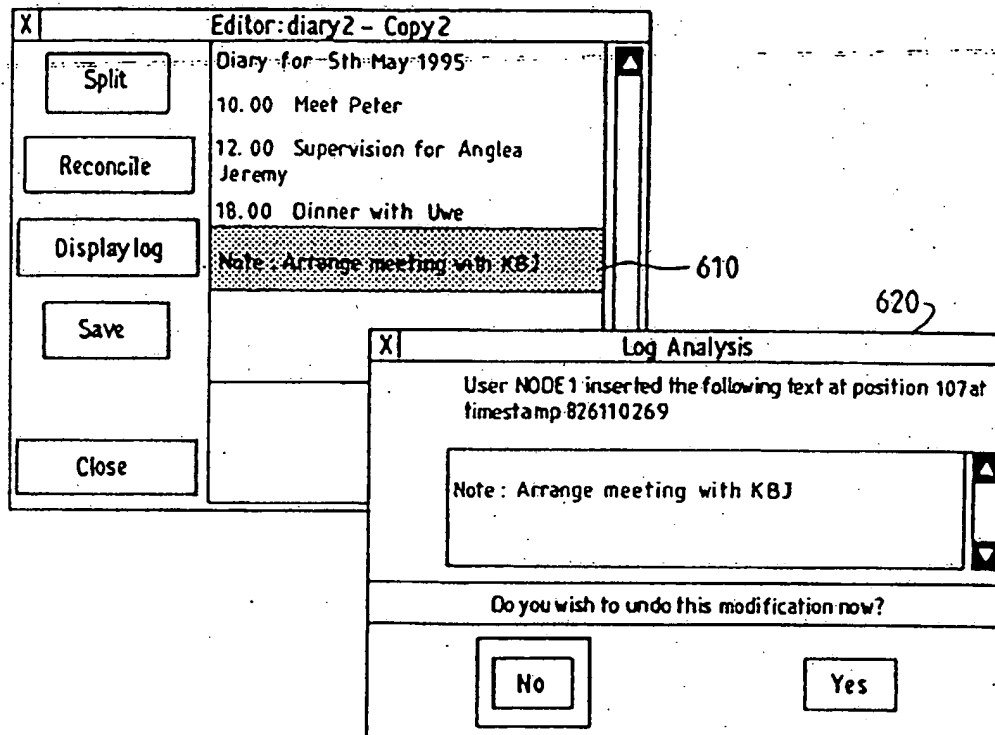 X Editor: diary2 - Copy2
Split
Reconcile
Display log
Save
Close
Diary for 5th May 1995
10.00 Meet Peter
12.00 Supervision for Anglea
Jeremy
18.00 Dinner with Uwe
Note: Arrange meeting with KBJ
610
620
X Log Analysis
User NODE1 inserted the following text at position 107 at
timestamp 826110269
Note: Arrange meeting with KBJ
Do you wish to undo this modification now?
No Yes